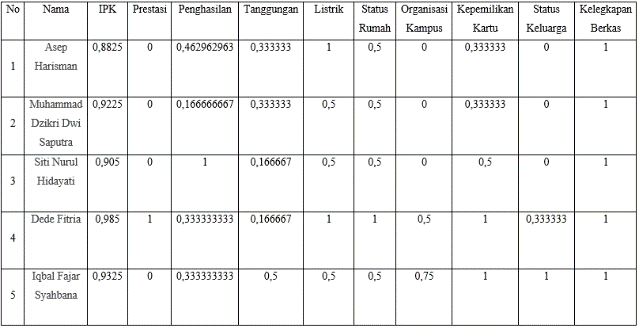 No Nama IPK Prestasi Penghasilan Tanggungan Listrik Status Rumah Organisasi Kampus Kepemilikan Kartu Status Keluarga Kelegkapan Berkas
1 Asep Harisman 0,8825 0 0,462962963 0,333333 1 0,5 0 0,333333 0 1
2 Muhammad Dzikri Dwi Saputra 0,9225 0 0,166666667 0,333333 0,5 0,5 0 0,333333 0 1
3 Siti Nurul Hidayati 0,905 0 1 0,166667 0,5 0,5 0 0,5 0 1
4 Dede Fitria 0,985 1 0,333333333 0,166667 1 1 0,5 1 0,333333 1
5 Iqbal Fajar Syahbana 0,9325 0 0,333333333 0,5 0,5 0,5 0,75 1 1 1